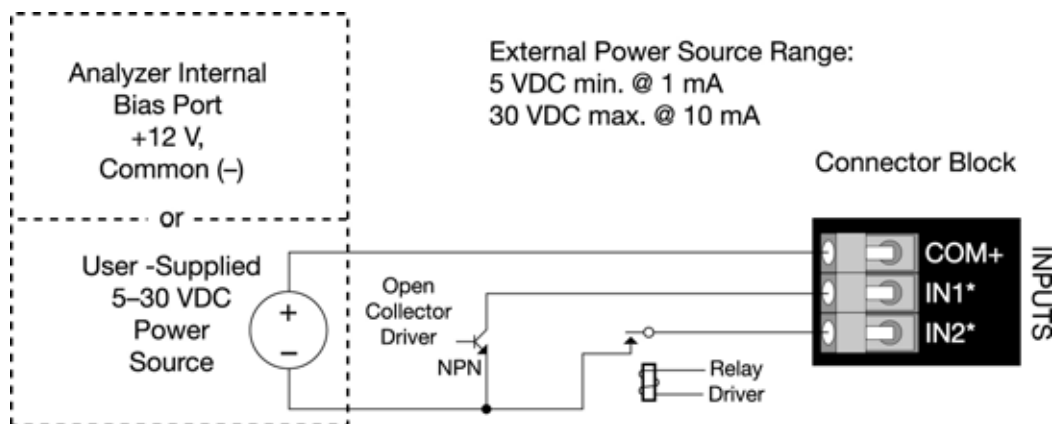 Analyzer Internal
Bias Port
+12 V,
Common (–)
or
User -Supplied
5–30 VDC
Power
Source
+
–
External Power Source Range:
5 VDC min. @ 1 mA
30 VDC max. @ 10 mA
Open
Collector
Driver
NPN
Relay
Driver
Connector Block
COM+
IN1*
IN2*
INPUTS